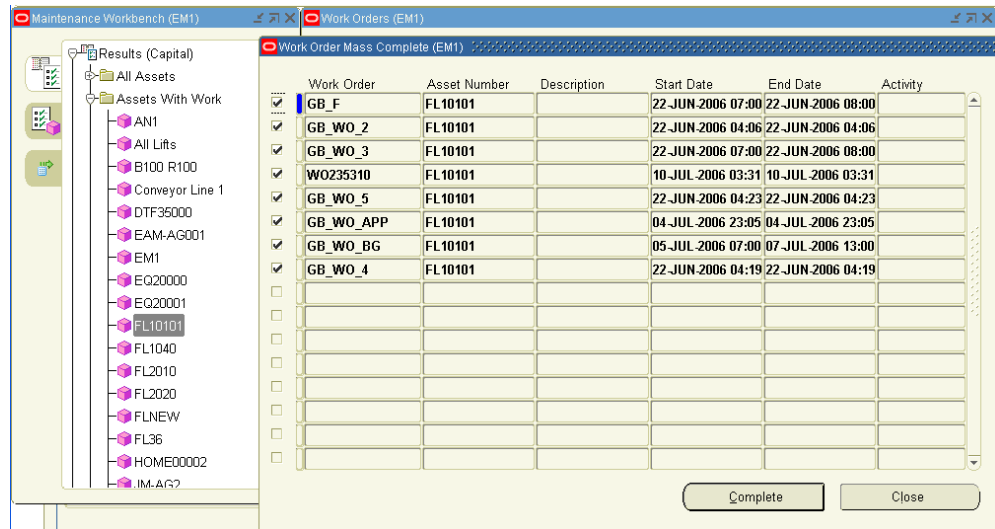 Maintenance Workbench (EM1)
Work Orders (EM1)
Results (Capital)
All Assets
Assets With Work
AN1
All Lifts
B100 R100
Conveyor Line 1
DTF35000
EAM-AG001
EM1
EQ20000
EQ20001
FL10101
FL1040
FL2010
FL2020
FLNEW
FL36
HOME00002
JM-AG2
Work Order Mass Complete (EM1)
Work Order Asset Number Description Start Date End Date Activity
GB_F FL10101 22-JUN-2006 07:00 22-JUN-2006 08:00
GB_WO_2 FL10101 22-JUN-2006 04:06 22-JUN-2006 04:06
GB_WO_3 FL10101 22-JUN-2006 07:00 22-JUN-2006 08:00
WO235310 FL10101 10-JUL-2006 03:31 10-JUL-2006 03:31
GB_WO_5 FL10101 22-JUN-2006 04:23 22-JUN-2006 04:23
GB_WO_APP FL10101 04-JUL-2006 23:05 04-JUL-2006 23:05
GB_WO_BG FL10101 05-JUL-2006 07:00 07-JUL-2006 13:00
GB_WO_4 FL10101 22-JUN-2006 04:19 22-JUN-2006 04:19
Complete Close